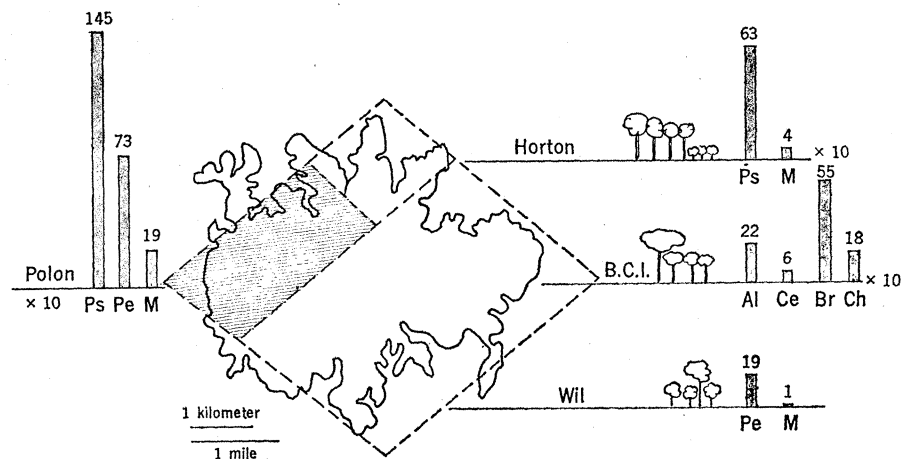 145
73
19
Polon
× 10 Ps Pe M
63
4
Horton
× 10
Ps M
55
22
6
18
B.C.I.
× 10
Al Ce Br Ch
19
1
Wil
Pe M
1 kilometer
1 mile